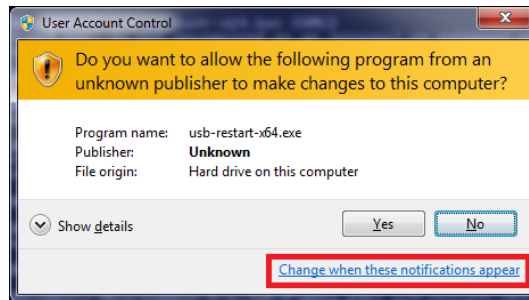 User Account Control
Do you want to allow the following program from an
unknown publisher to make changes to this computer?
Program name: usb-restart-x64.exe
Publisher: Unknown
File origin: Hard drive on this computer
Show details
Yes No
Change when these notifications appear